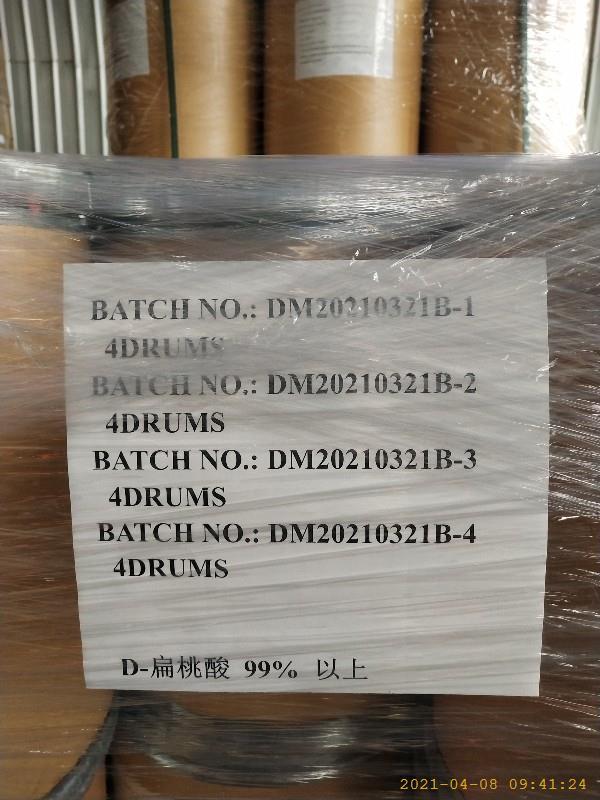 BATCH NO.: DM20210321B-1
4DRUMS
BATCH NO.: DM20210321B-2
4DRUMS
BATCH NO.: DM20210321B-3
4DRUMS
BATCH NO.: DM20210321B-4
4DRUMS
D-扁桃酸 99% 以上
2021-04-08 09:41:24